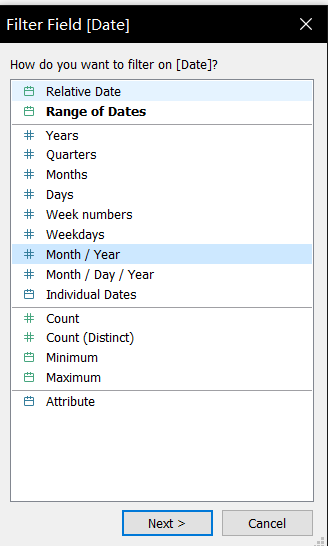 Filter Field [Date]
How do you want to filter on [Date]?
Relative Date
Range of Dates
Years
Quarters
Months
Days
Week numbers
Weekdays
Month / Year
Month / Day / Year
Individual Dates
Count
Count (Distinct)
Minimum
Maximum
Attribute
Next >
Cancel